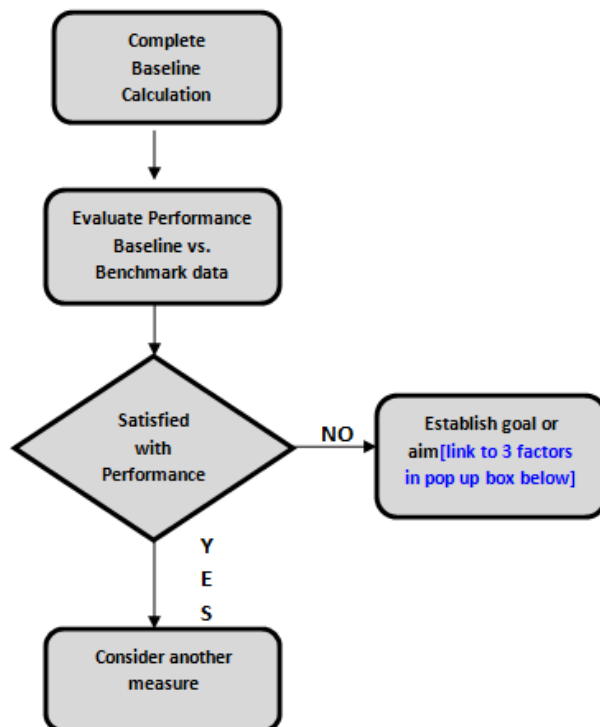 Complete
Baseline
Calculation
Evaluate Performance
Baseline vs.
Benchmark data
Satisfied
with
Performance
NO
Establish goal or
aim[link to 3 factors
in pop up box below]
Y
E
S
Consider another
measure